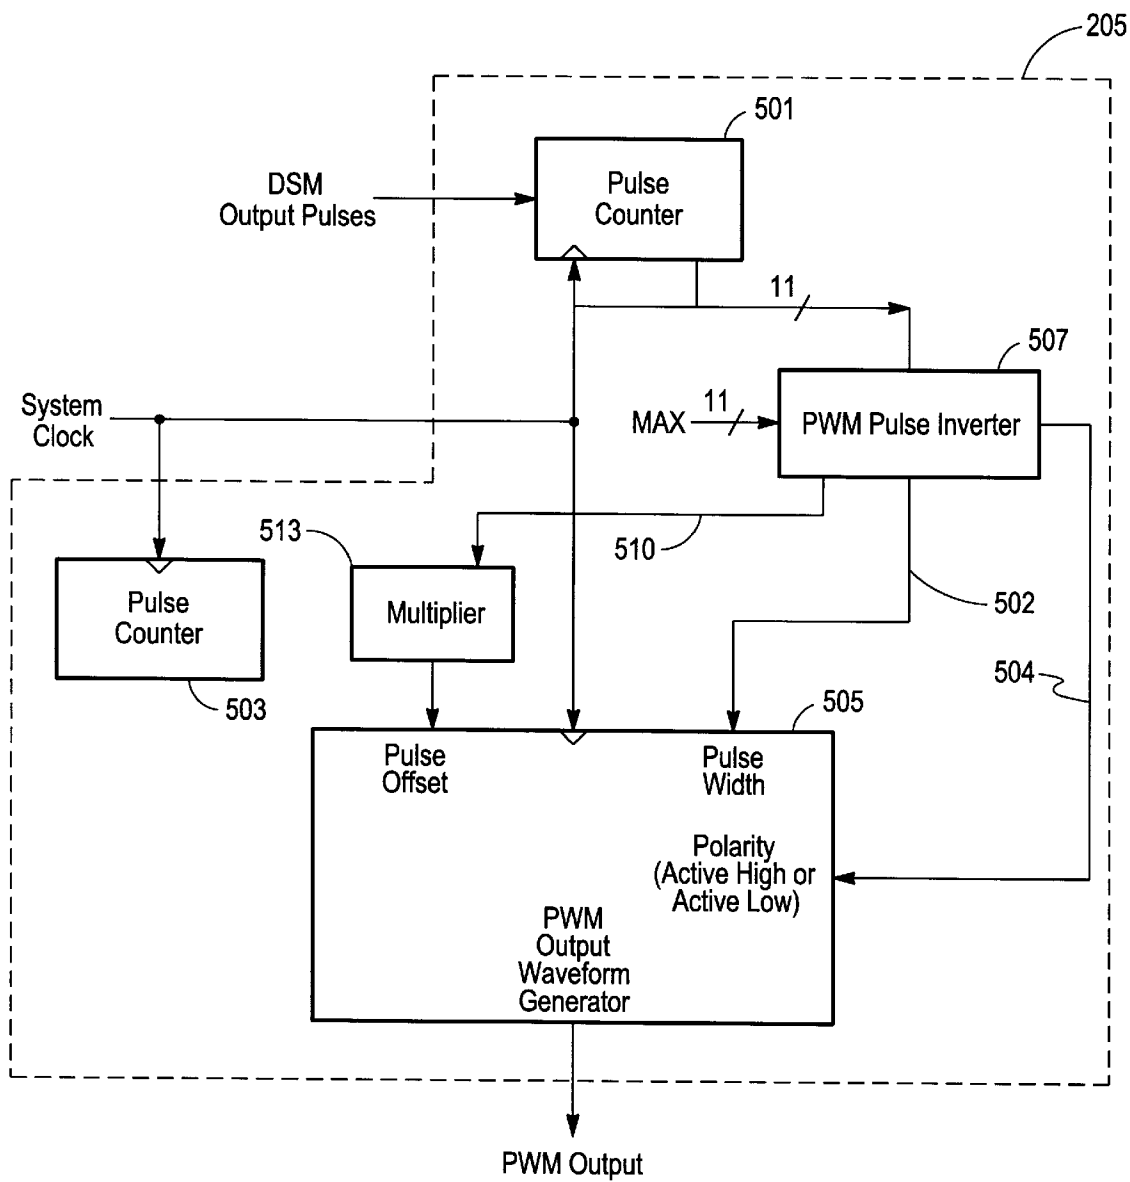 205
501
DSM
Output Pulses
Pulse
Counter
11
507
System
Clock
MAX
11
PWM Pulse Inverter
513
510
502
Pulse
Counter
Multiplier
504
503
505
Pulse
Offset
Pulse
Width
Polarity
(Active High or
Active Low)
PWM
Output
Waveform
Generator
PWM Output